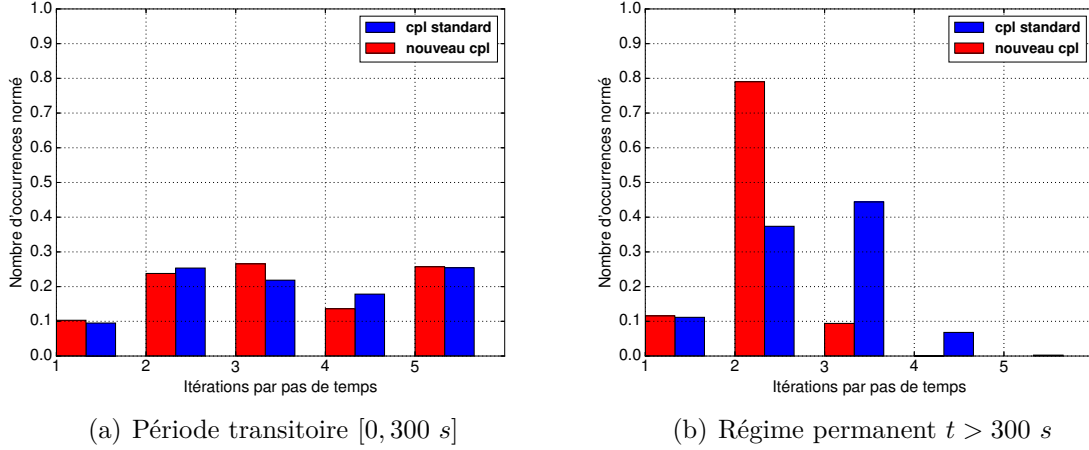 Nombre d'occurrences normé
1.0
0.9
0.8
0.7
0.6
0.5
0.4
0.3
0.2
0.1
0.0
1 2 3 4 5
Itérations par pas de temps
cpl standard
nouveau cpl
(a) Période transitoire [0, 300 s]
Nombre d'occurrences normé
1.0
0.9
0.8
0.7
0.6
0.5
0.4
0.3
0.2
0.1
0.0
1 2 3 4 5
Itérations par pas de temps
cpl standard
nouveau cpl
(b) Régime permanent t > 300 s